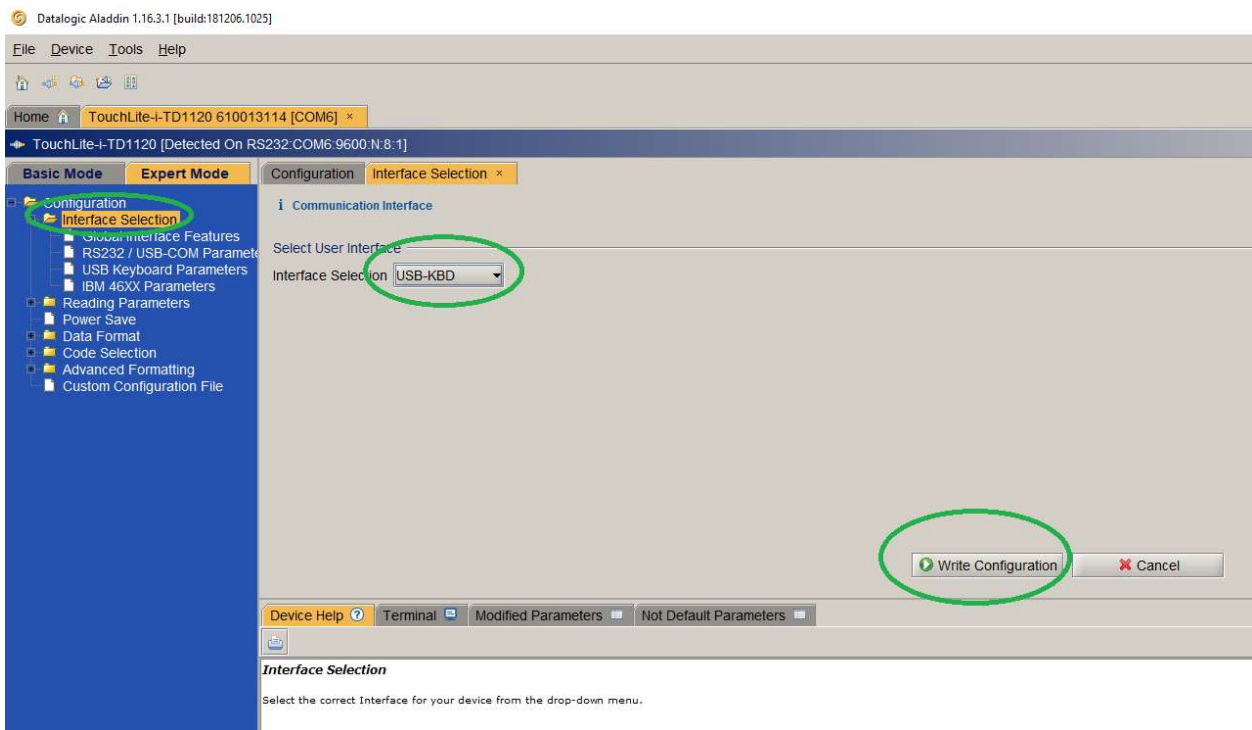 Datalogic Aladdin 1.16.3.1 [build:181206.1025]
File Device Tools Help
Home TouchLite-i-TD1120 610013114 [COM6] ×
TouchLite-i-TD1120 [Detected On RS232:COM6:9600:N:8:1]
Basic Mode Expert Mode
Configuration
Interface Selection
Global Interface Features
RS232 / USB-COM Paramete
USB Keyboard Parameters
IBM 46XX Parameters
Reading Parameters
Power Save
Data Format
Code Selection
Advanced Formatting
Custom Configuration File
Configuration Interface Selection ×
i Communication Interface
Select User Interface
Interface Selection USB-KBD
Write Configuration Cancel
Device Help ? Terminal Modified Parameters Not Default Parameters
Interface Selection
Select the correct Interface for your device from the drop-down menu.